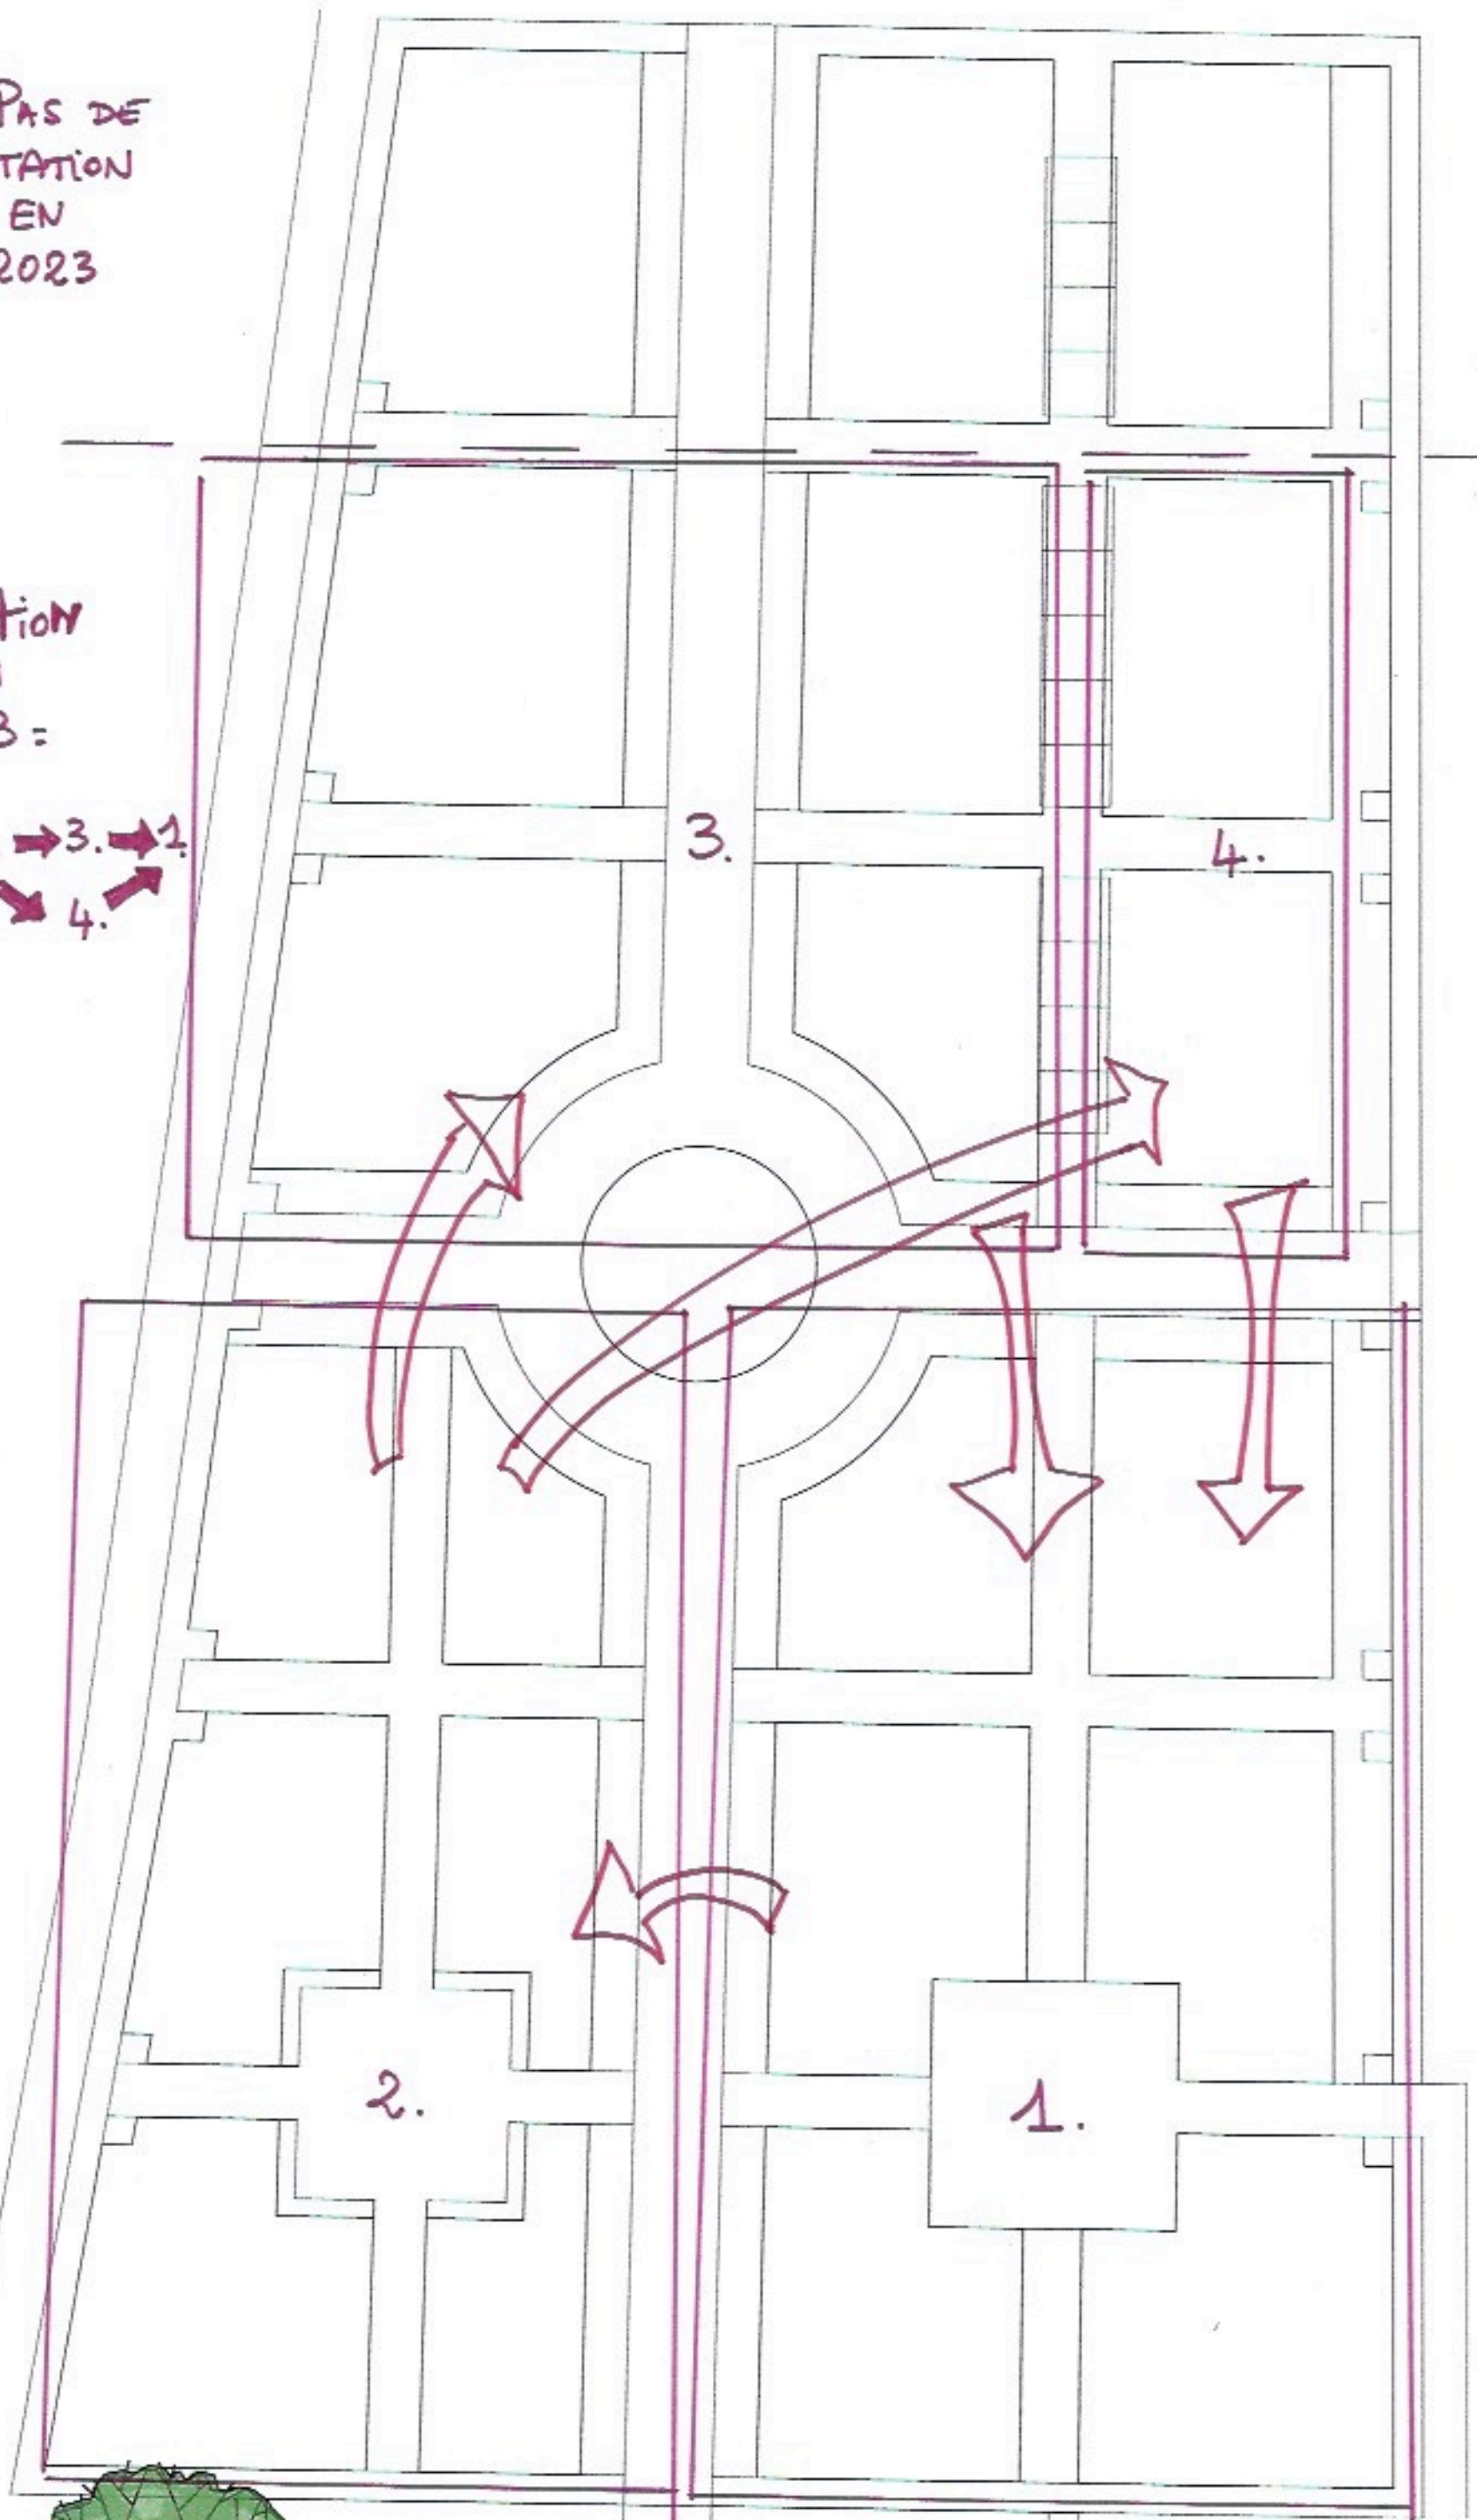 PAS DE
TATION
EN
2023
tioN
3 =
→3.→1.
↘ 4. ↗
3.
4.
2.
1.